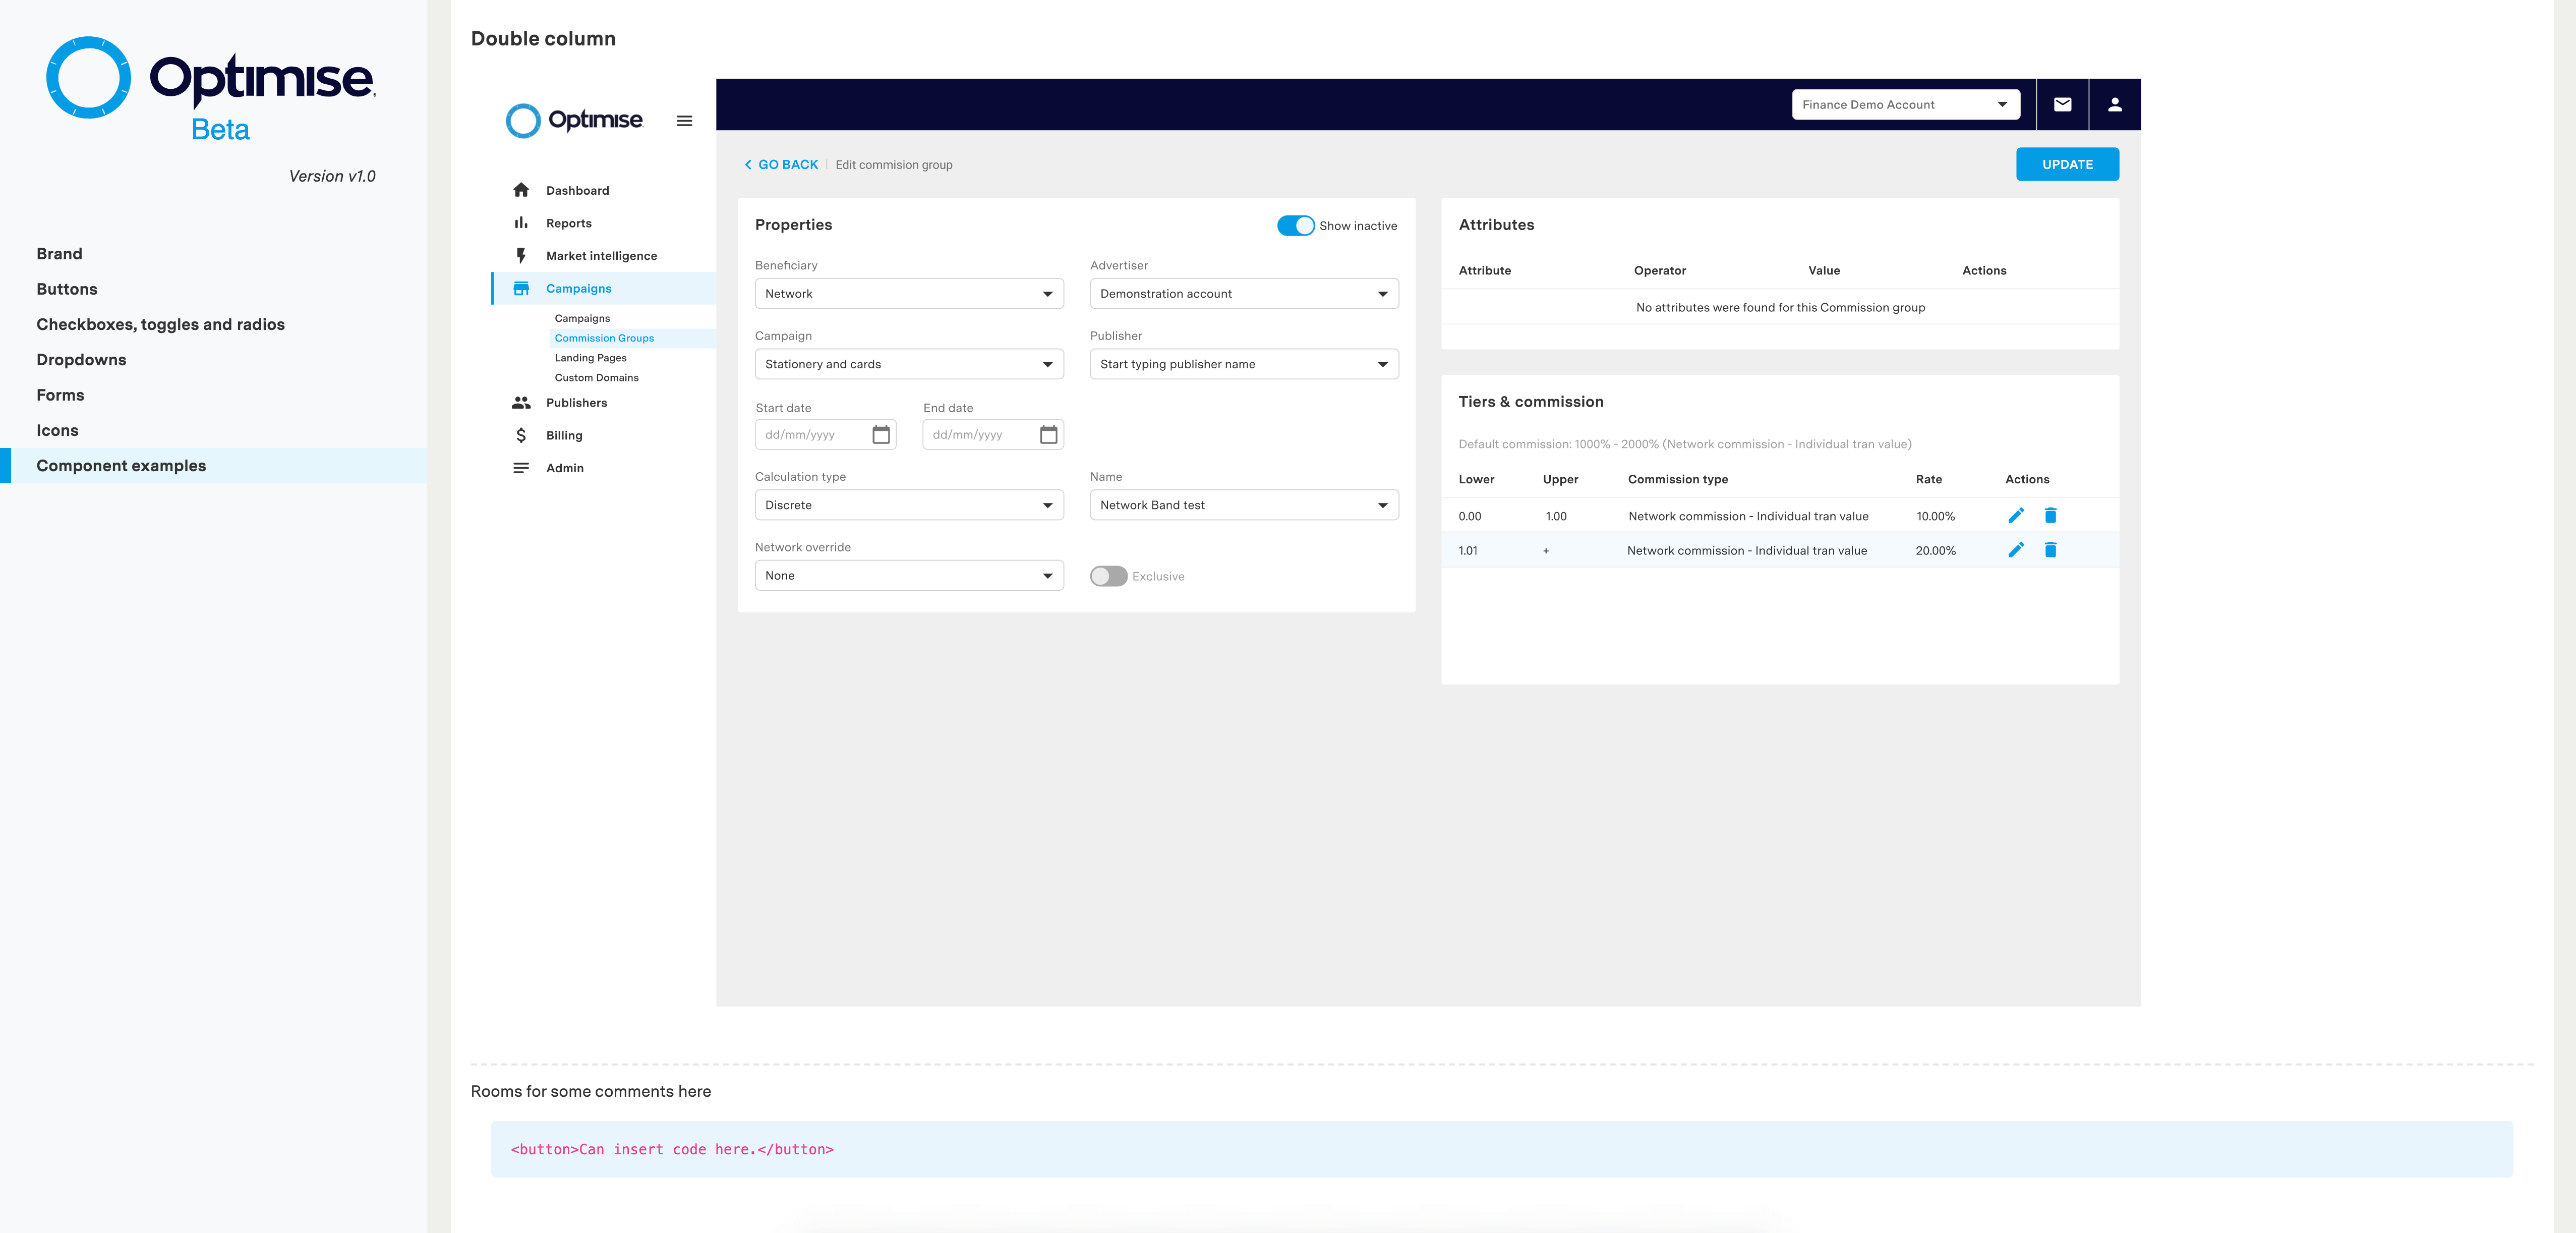 Optimise
Beta
Version v1.0
Brand
Buttons
Checkboxes, toggles and radios
Dropdowns
Forms
Icons
Component examples
Double column
Optimise
Finance Demo Account
Dashboard
Reports
Market intelligence
Campaigns
Campaigns
Commission Groups
Landing Pages
Custom Domains
Publishers
Billing
Admin
GO BACK | Edit commision group
UPDATE
Properties
Show inactive
Beneficiary
Advertiser
Network
Demonstration account
Campaign
Publisher
Stationery and cards
Start typing publisher name
Start date
End date
dd/mm/yyyy
dd/mm/yyyy
Calculation type
Name
Discrete
Network Band test
Network override
None
Exclusive
Attributes
Attribute Operator Value Actions
No attributes were found for this Commission group
Tiers & commission
Default commission: 1000% - 2000% (Network commission - Individual tran value)
Lower Upper Commission type Rate Actions
0.00 1.00 Network commission - Individual tran value 10.00%
1.01 + Network commission - Individual tran value 20.00%
Rooms for some comments here
<button>Can insert code here.</button>